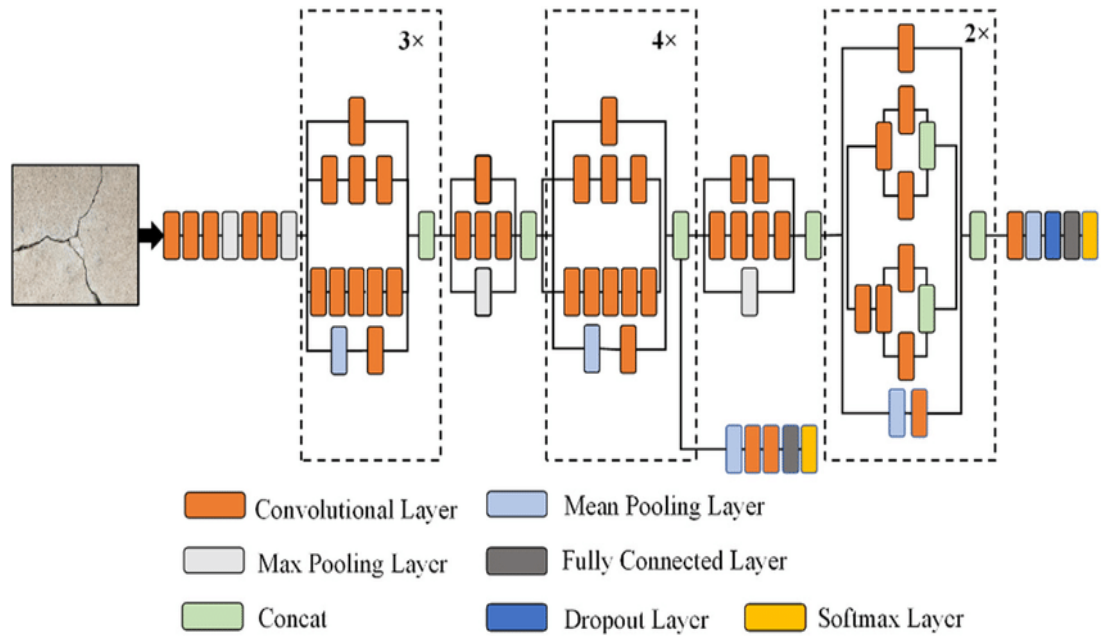 3×
4×
2×
Convolutional Layer
Mean Pooling Layer
Max Pooling Layer
Fully Connected Layer
Concat
Dropout Layer
Softmax Layer